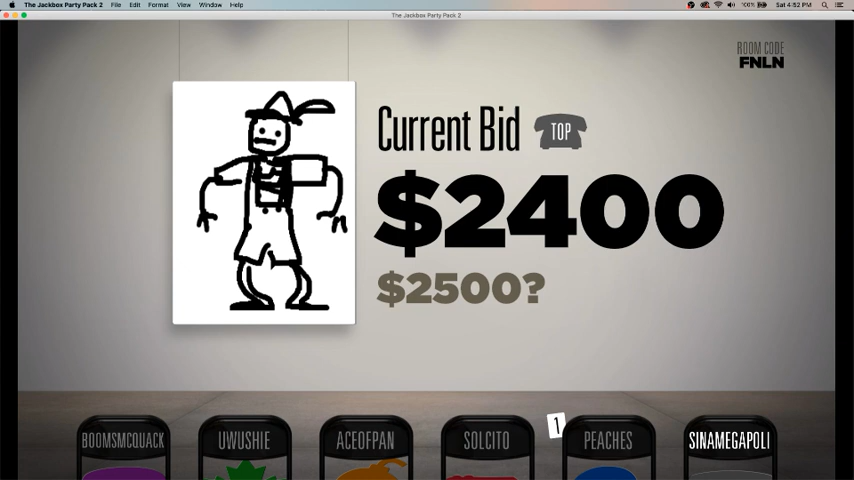 The Jackbox Party Pack 2 File Edit Format View Window Help
100% Sat 4:52 PM
The Jackbox Party Pack 2
ROOM CODE
FNLN
Current Bid TOP
$2400
$2500?
1
BOOMSMCQUACK UWUSHIE ACEOFPAN SOLCITO PEACHES SINAMEGAPOLI